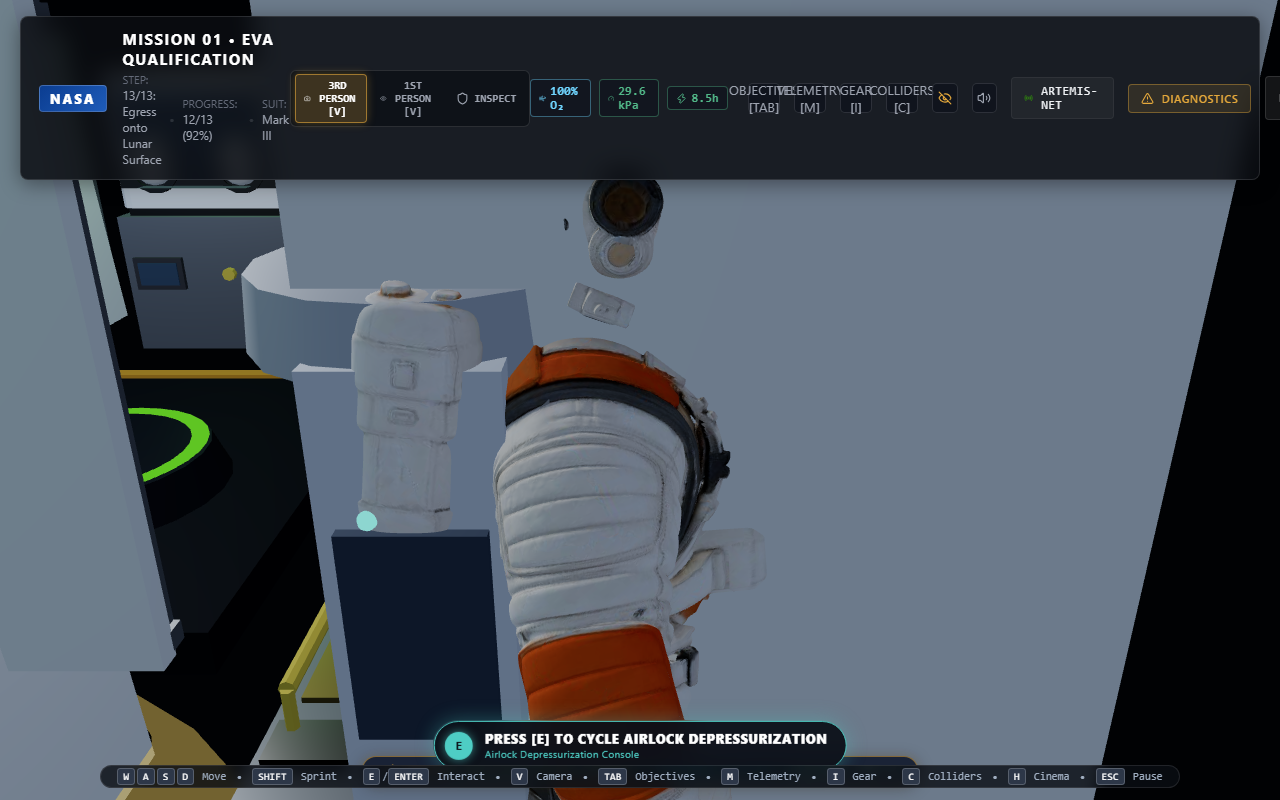 MISSION 01 • EVA
QUALIFICATION
NASA
STEP:
13/13:
Egress
onto
Lunar
Surface
PROGRESS:
12/13
(92%)
SUIT:
Mark
III
3RD
PERSON
[V]
1ST
PERSON
[V]
INSPECT
100%
O₂
29.6
kPa
8.5h
OBJECTIVES
[TAB]
TELEMETRY
[M]
GEAR
[I]
COLLIDERS
[C]
ARTEMIS-
NET
DIAGNOSTICS
E
PRESS [E] TO CYCLE AIRLOCK DEPRESSURIZATION
Airlock Depressurization Console
W A S D Move • SHIFT Sprint • E / ENTER Interact • V Camera • TAB Objectives • M Telemetry • I Gear • C Colliders • H Cinema • ESC Pause